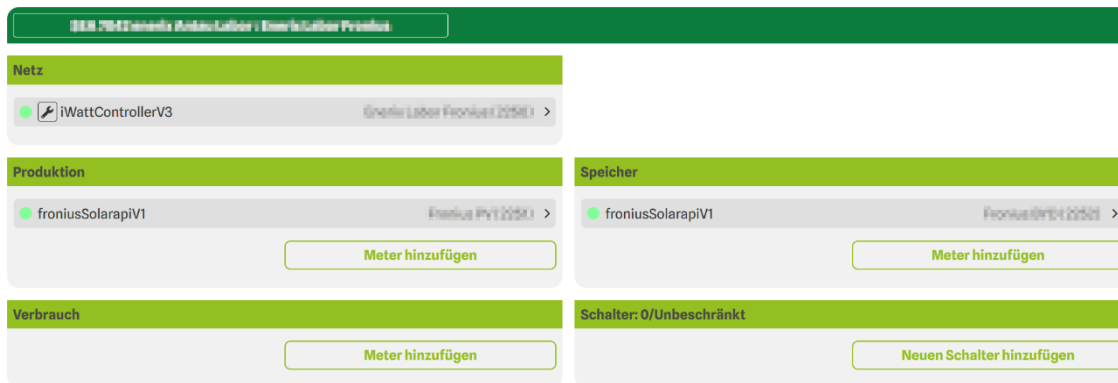 Netz
iWattControllerV3
Produktion
froniusSolarapiV1
Meter hinzufügen
Speicher
froniusSolarapiV1
Meter hinzufügen
Verbrauch
Meter hinzufügen
Schalter: 0/Unbeschränkt
Neuen Schalter hinzufügen